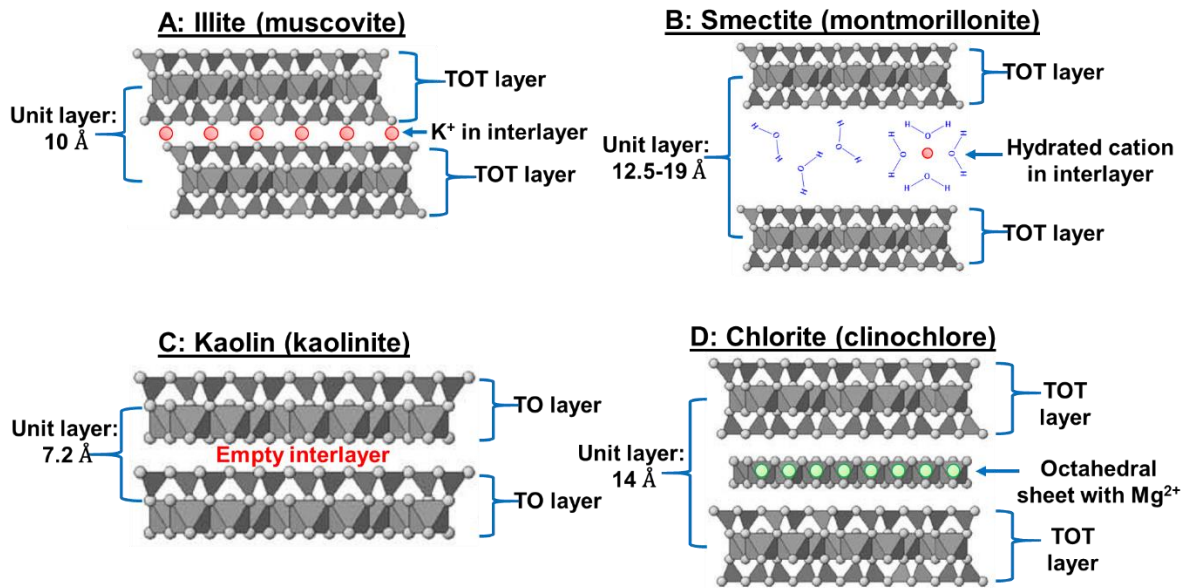 A: Illite (muscovite)
TOT layer
Unit layer:
10 Å
K⁺ in interlayer
TOT layer
B: Smectite (montmorillonite)
TOT layer
Unit layer:
12.5-19 Å
H O H
H O H
H O H
H O H
H O H
H O H
H O H
Hydrated cation
in interlayer
TOT layer
C: Kaolin (kaolinite)
TO layer
Unit layer:
7.2 Å
Empty interlayer
TO layer
D: Chlorite (clinochlore)
TOT
layer
Unit layer:
14 Å
Octahedral
sheet with Mg²⁺
TOT
layer